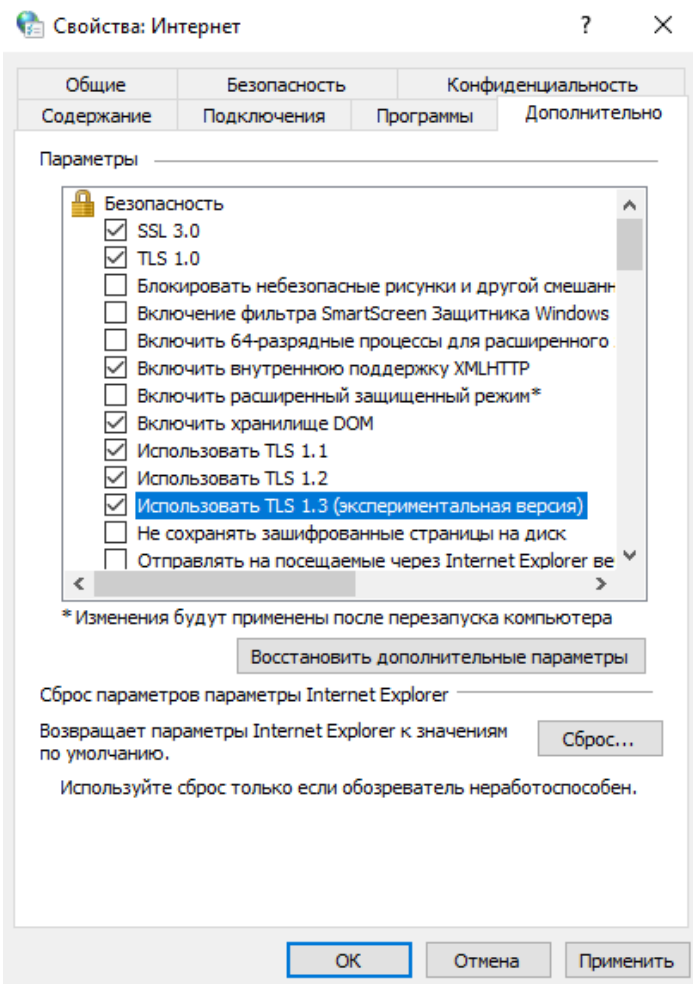 Свойства: Интернет
?
Общие
Безопасность
Конфиденциальность
Содержание
Подключения
Программы
Дополнительно
Параметры
Безопасность
SSL 3.0
TLS 1.0
Блокировать небезопасные рисунки и другой смешанн
Включение фильтра SmartScreen Защитника Windows
Включить 64-разрядные процессы для расширенного
Включить внутреннюю поддержку XMLHTTP
Включить расширенный защищенный режим*
Включить хранилище DOM
Использовать TLS 1.1
Использовать TLS 1.2
Использовать TLS 1.3 (экспериментальная версия)
Не сохранять зашифрованные страницы на диск
Отправлять на посещаемые через Internet Explorer ве
* Изменения будут применены после перезапуска компьютера
Восстановить дополнительные параметры
Сброс параметров параметры Internet Explorer
Возвращает параметры Internet Explorer к значениям
по умолчанию.
Сброс...
Используйте сброс только если обозреватель неработоспособен.
ОК
Отмена
Применить